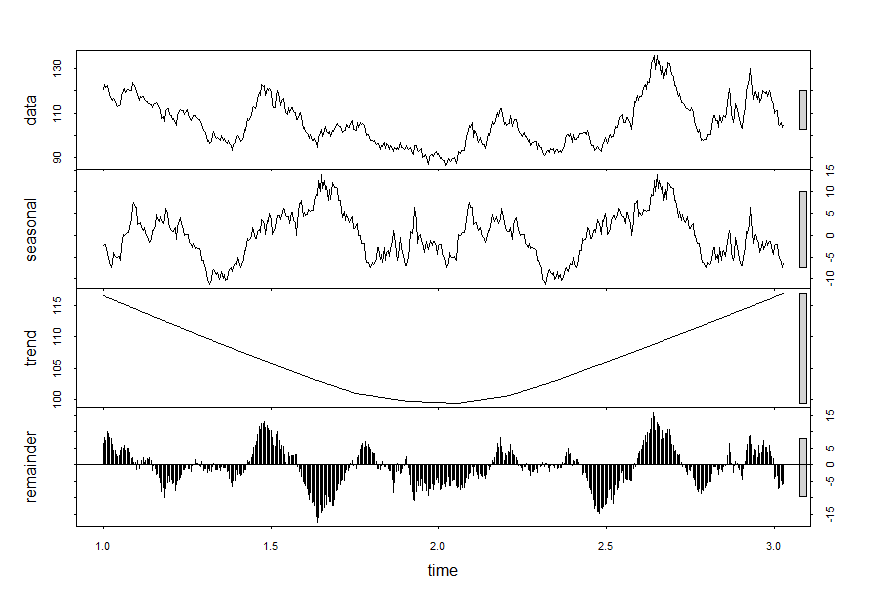 data
90 110 130
seasonal
-10 -5 0 5 10 15
trend
100 105 110 115
remainder
-15 -5 0 5 15
1.0 1.5 2.0 2.5 3.0
time